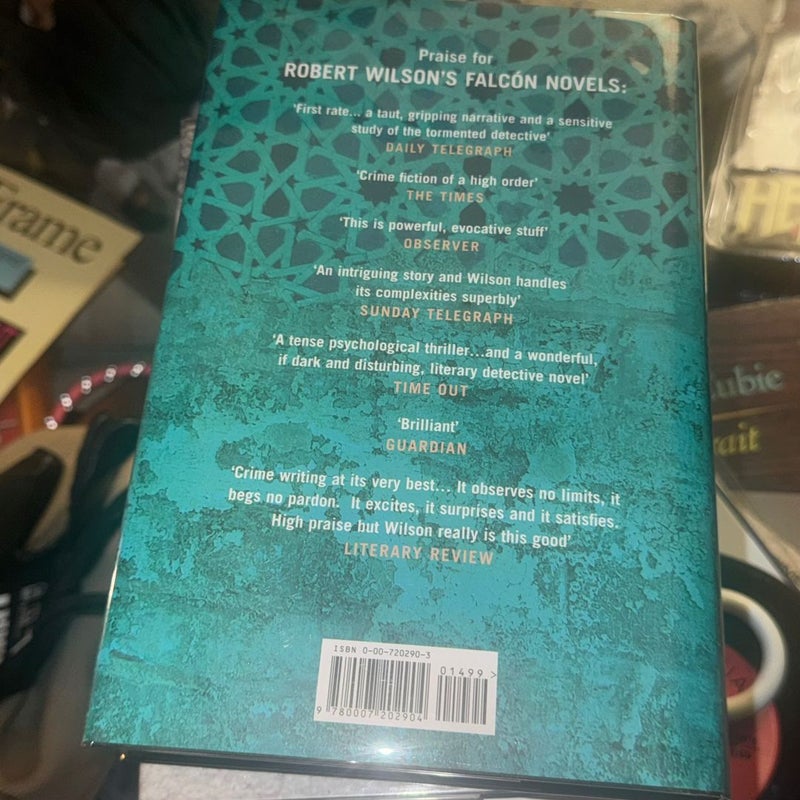 Praise for
ROBERT WILSON'S FALCÓN NOVELS:
'First rate... a taut, gripping narrative and a sensitive
study of the tormented detective'
DAILY TELEGRAPH
'Crime fiction of a high order'
THE TIMES
'This is powerful, evocative stuff'
OBSERVER
'An intriguing story and Wilson handles
its complexities superbly'
SUNDAY TELEGRAPH
'A tense psychological thriller...and a wonderful,
if dark and disturbing, literary detective novel'
TIME OUT
'Brilliant'
GUARDIAN
'Crime writing at its very best... It observes no limits, it
begs no pardon. It excites, it surprises and it satisfies.
High praise but Wilson really is this good'
LITERARY REVIEW
ISBN 0-00-720290-3
01499 >
9 780007 202904
Frame